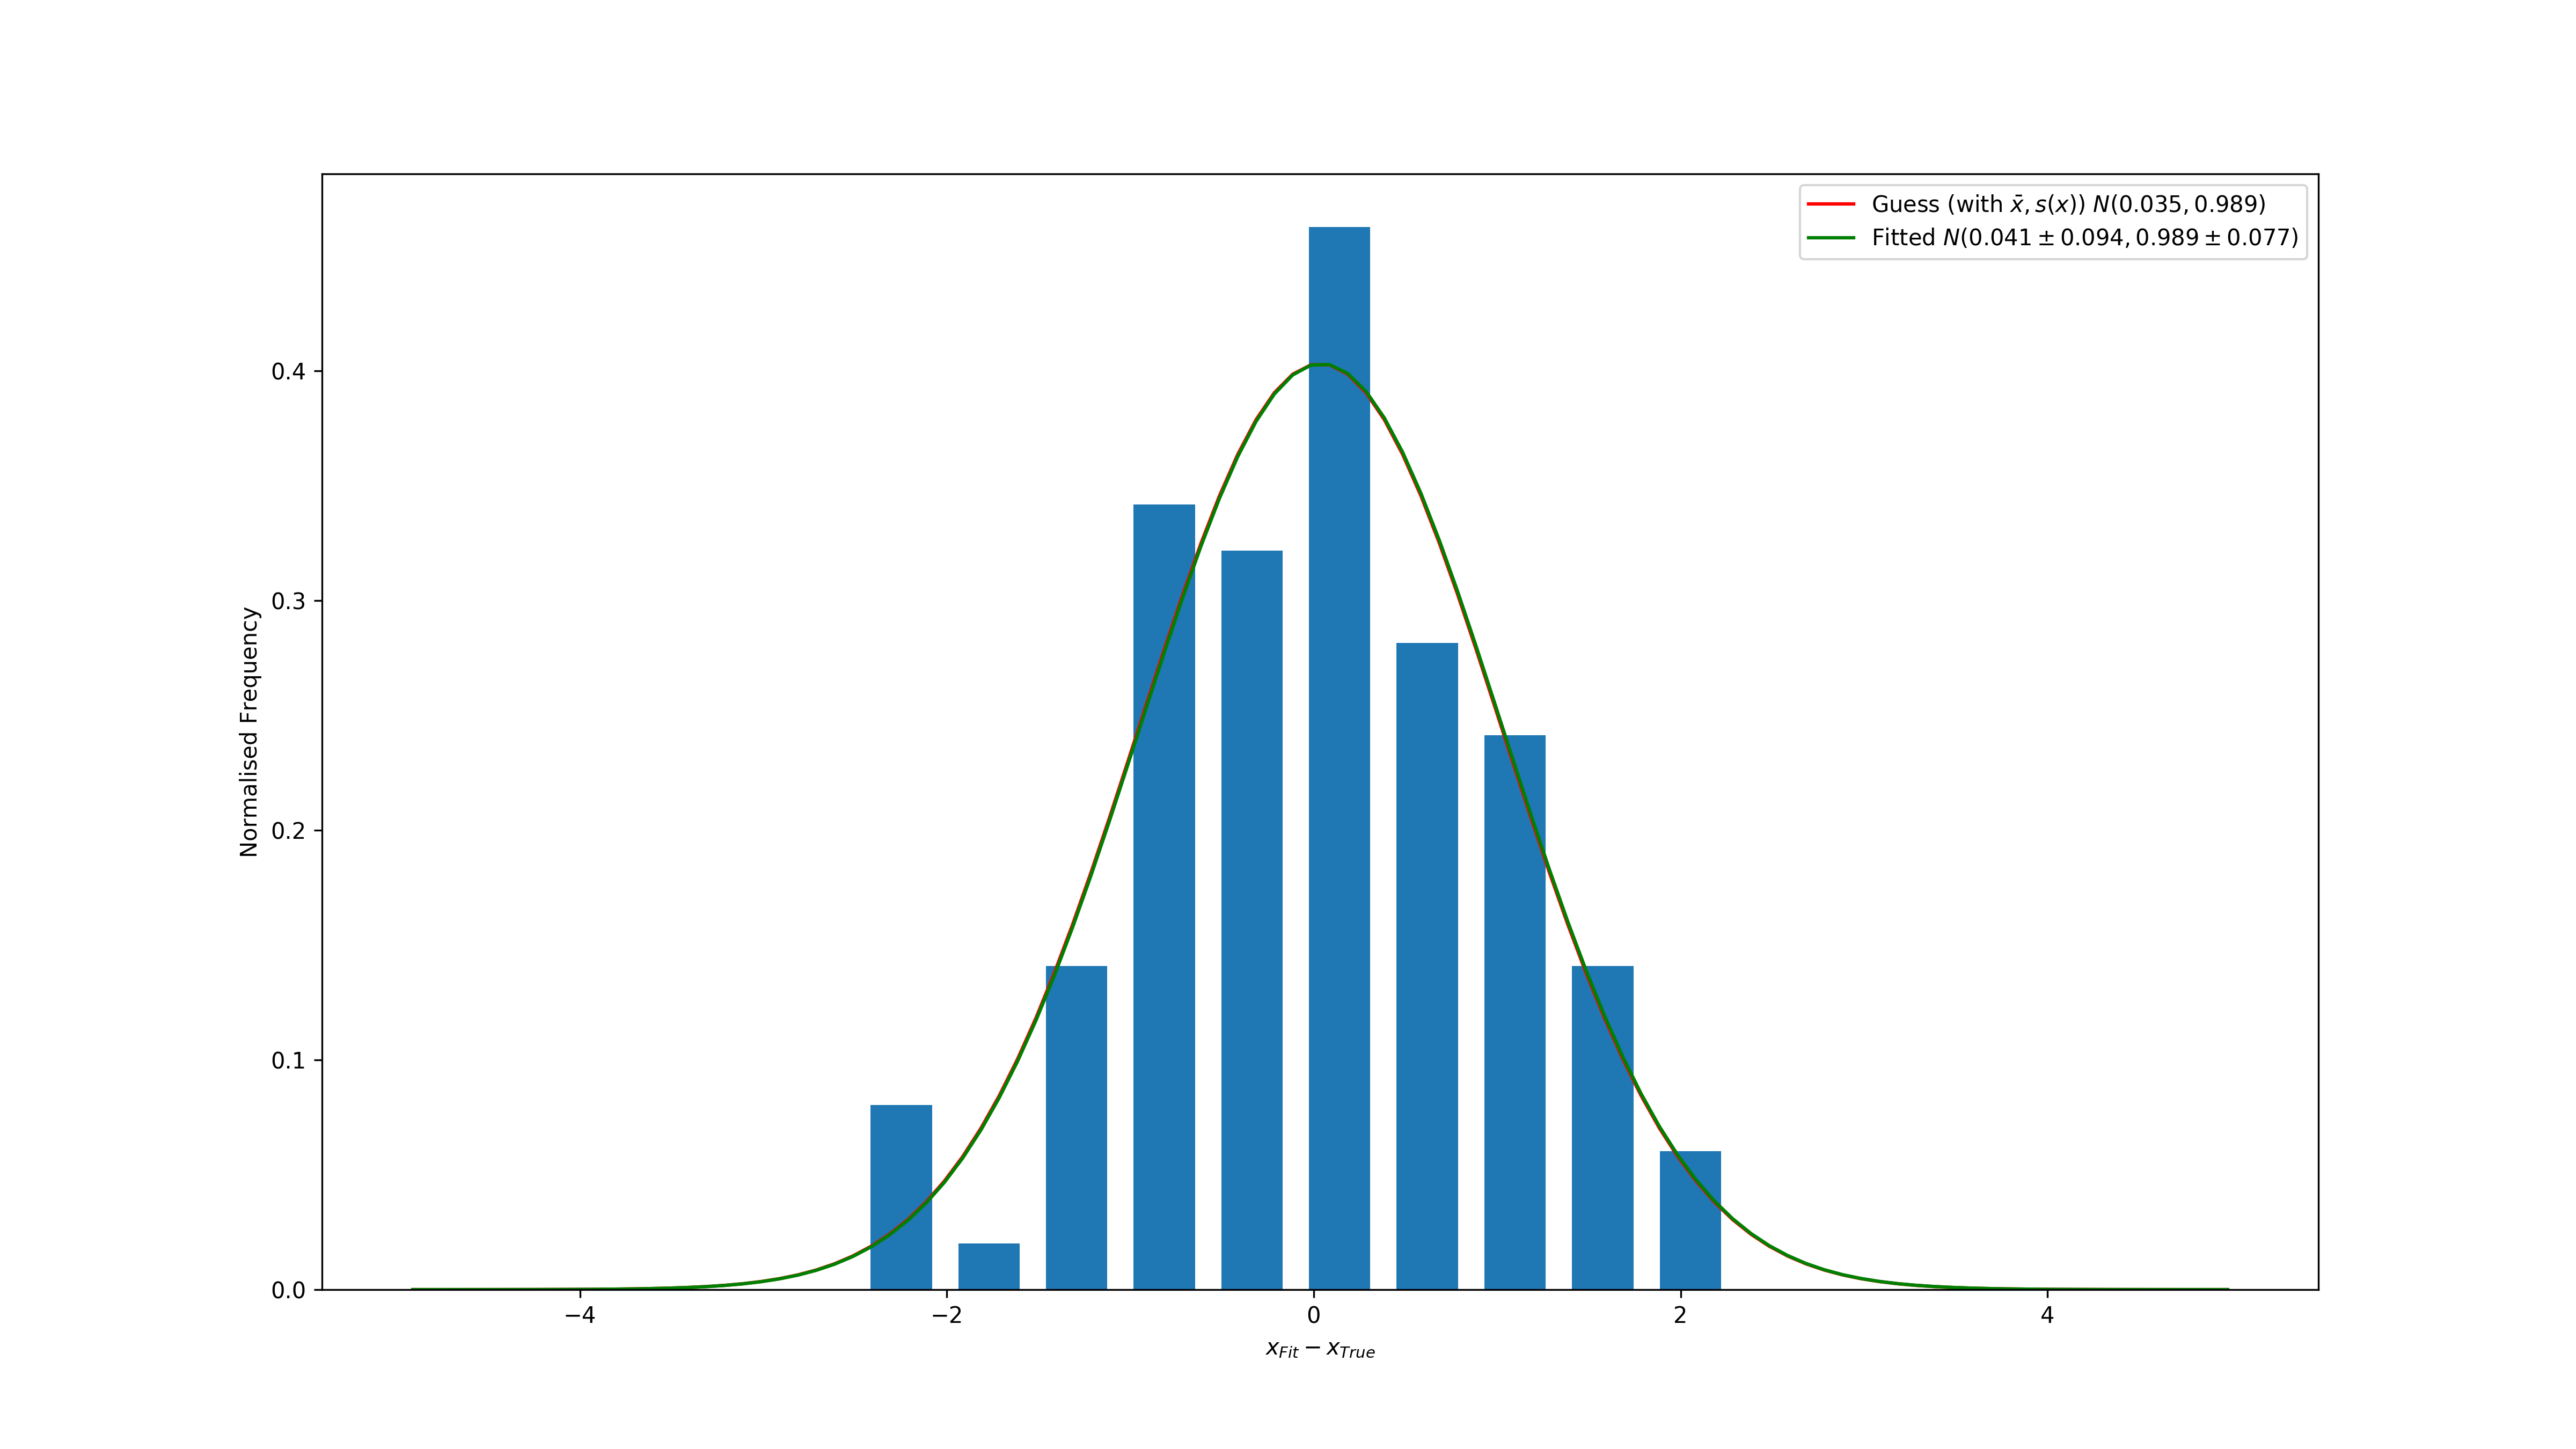 Guess (with x̄, s(x)) N(0.035, 0.989)
Fitted N(0.041 ± 0.094, 0.989 ± 0.077)
Normalised Frequency
0.4
0.3
0.2
0.1
0.0
−4 −2 0 2 4
x_Fit − x_True